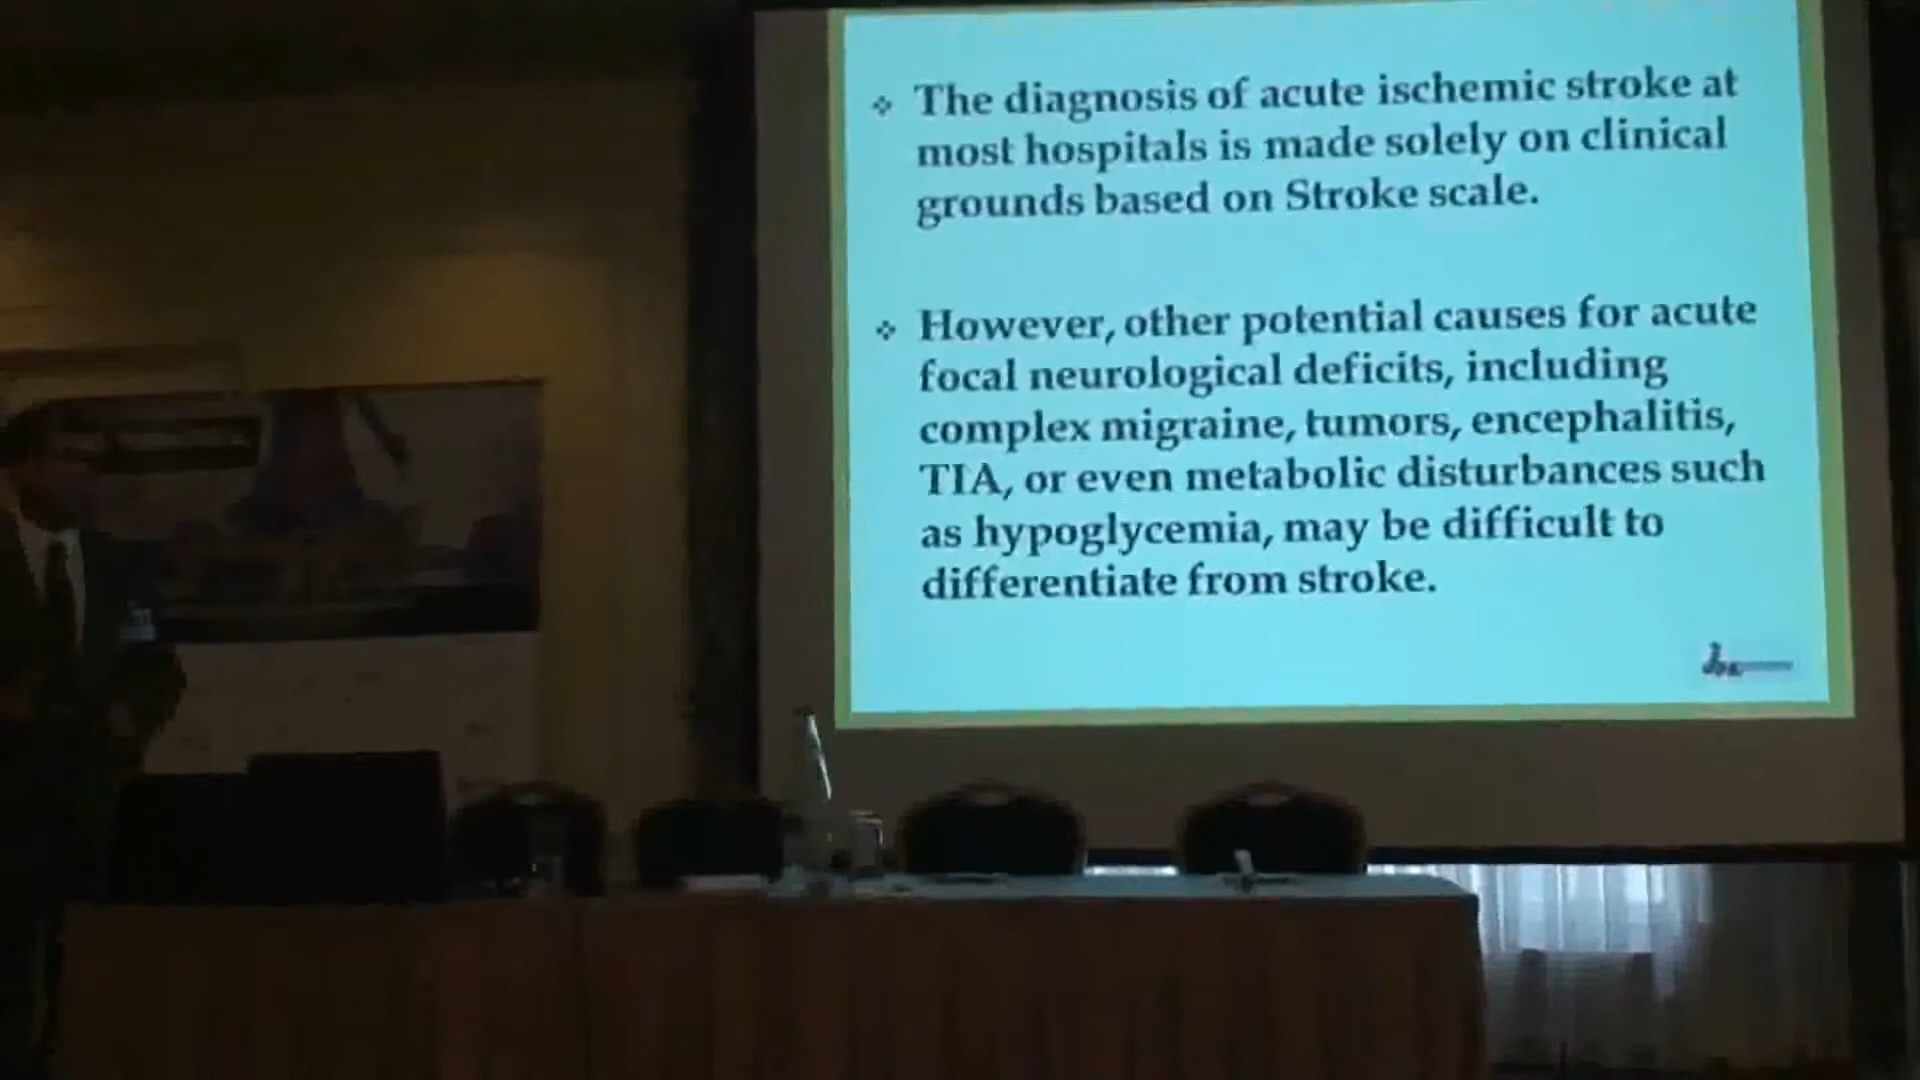 The diagnosis of acute ischemic stroke at
most hospitals is made solely on clinical
grounds based on Stroke scale.
However, other potential causes for acute
focal neurological deficits, including
complex migraine, tumors, encephalitis,
TIA, or even metabolic disturbances such
as hypoglycemia, may be difficult to
differentiate from stroke.